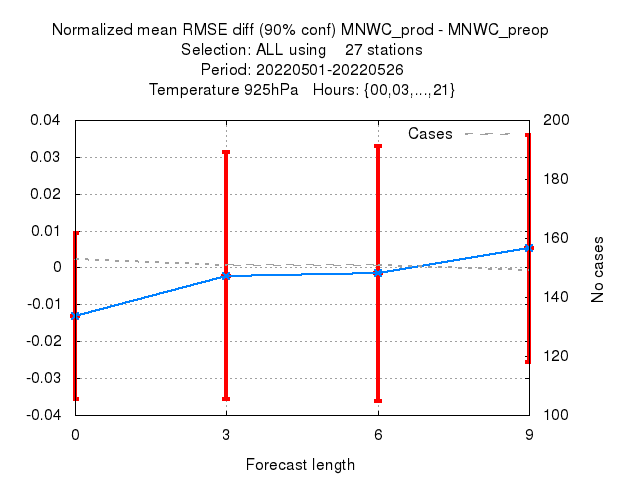 Normalized mean RMSE diff (90% conf) MNWC_prod - MNWC_preop
Selection: ALL using    27 stations
Period: 20220501-20220526
Temperature 925hPa   Hours: {00,03,...,21}
Cases
0.04
0.03
0.02
0.01
0
-0.01
-0.02
-0.03
-0.04
200
180
160
140
120
100
No cases
0 3 6 9
Forecast length